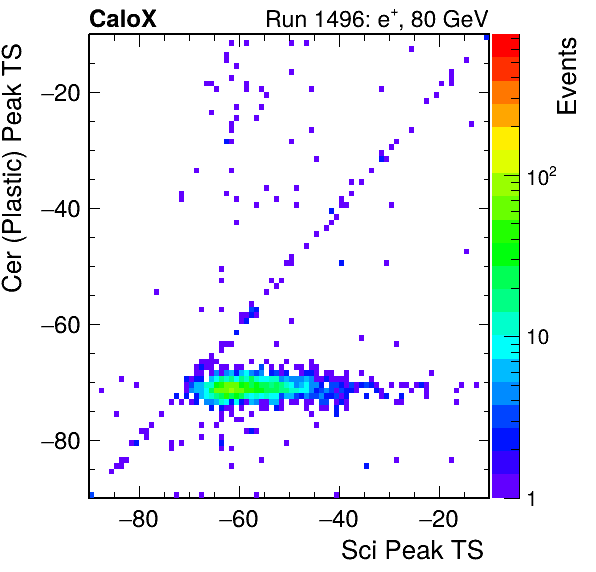 CaloX Run 1496: e⁺, 80 GeV
Cer (Plastic) Peak TS
−20
−40
−60
−80
−80 −60 −40 −20
Sci Peak TS
Events
10²
10
1